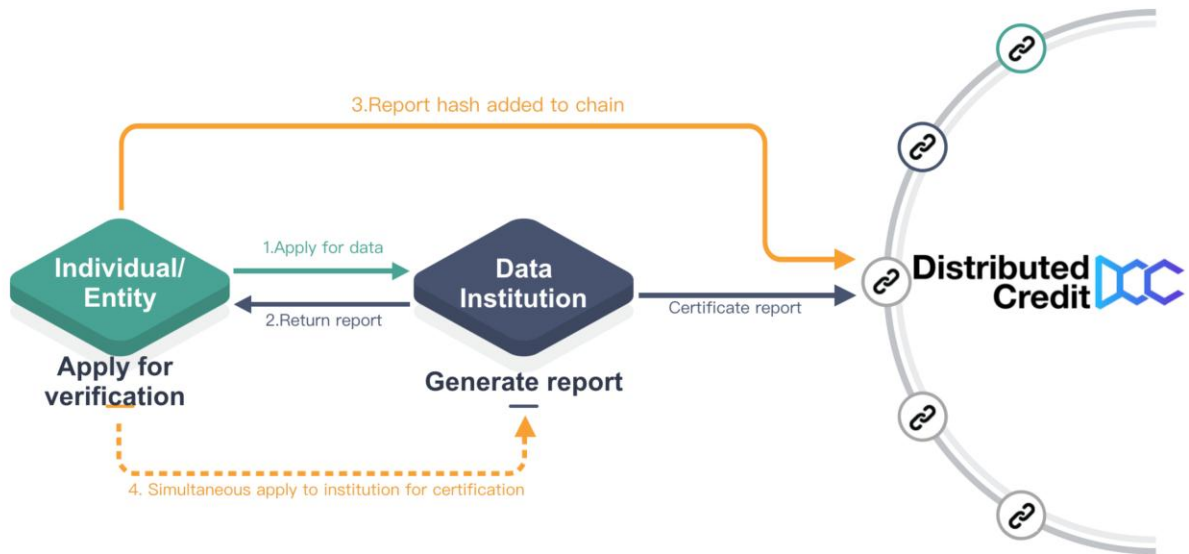 3.Report hash added to chain
Individual/
Entity
1.Apply for data
2.Return report
Data
Institution
Certificate report
Distributed
Credit
DCC
Apply for
verification
Generate report
4. Simultaneous apply to institution for certification